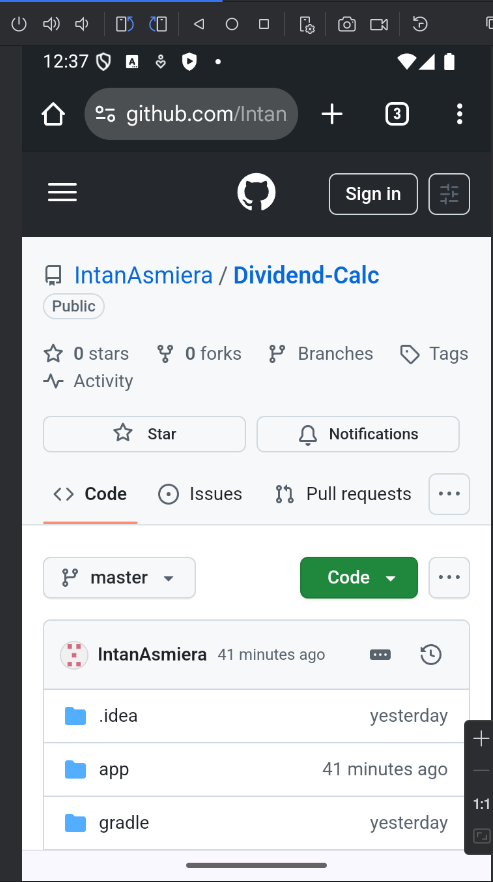 12:37
github.com/Intan
3
Sign in
IntanAsmiera / Dividend-Calc
Public
0 stars 0 forks Branches Tags
Activity
Star Notifications
Code Issues Pull requests
master Code
IntanAsmiera 41 minutes ago
.idea yesterday
app 41 minutes ago
gradle yesterday
1:1